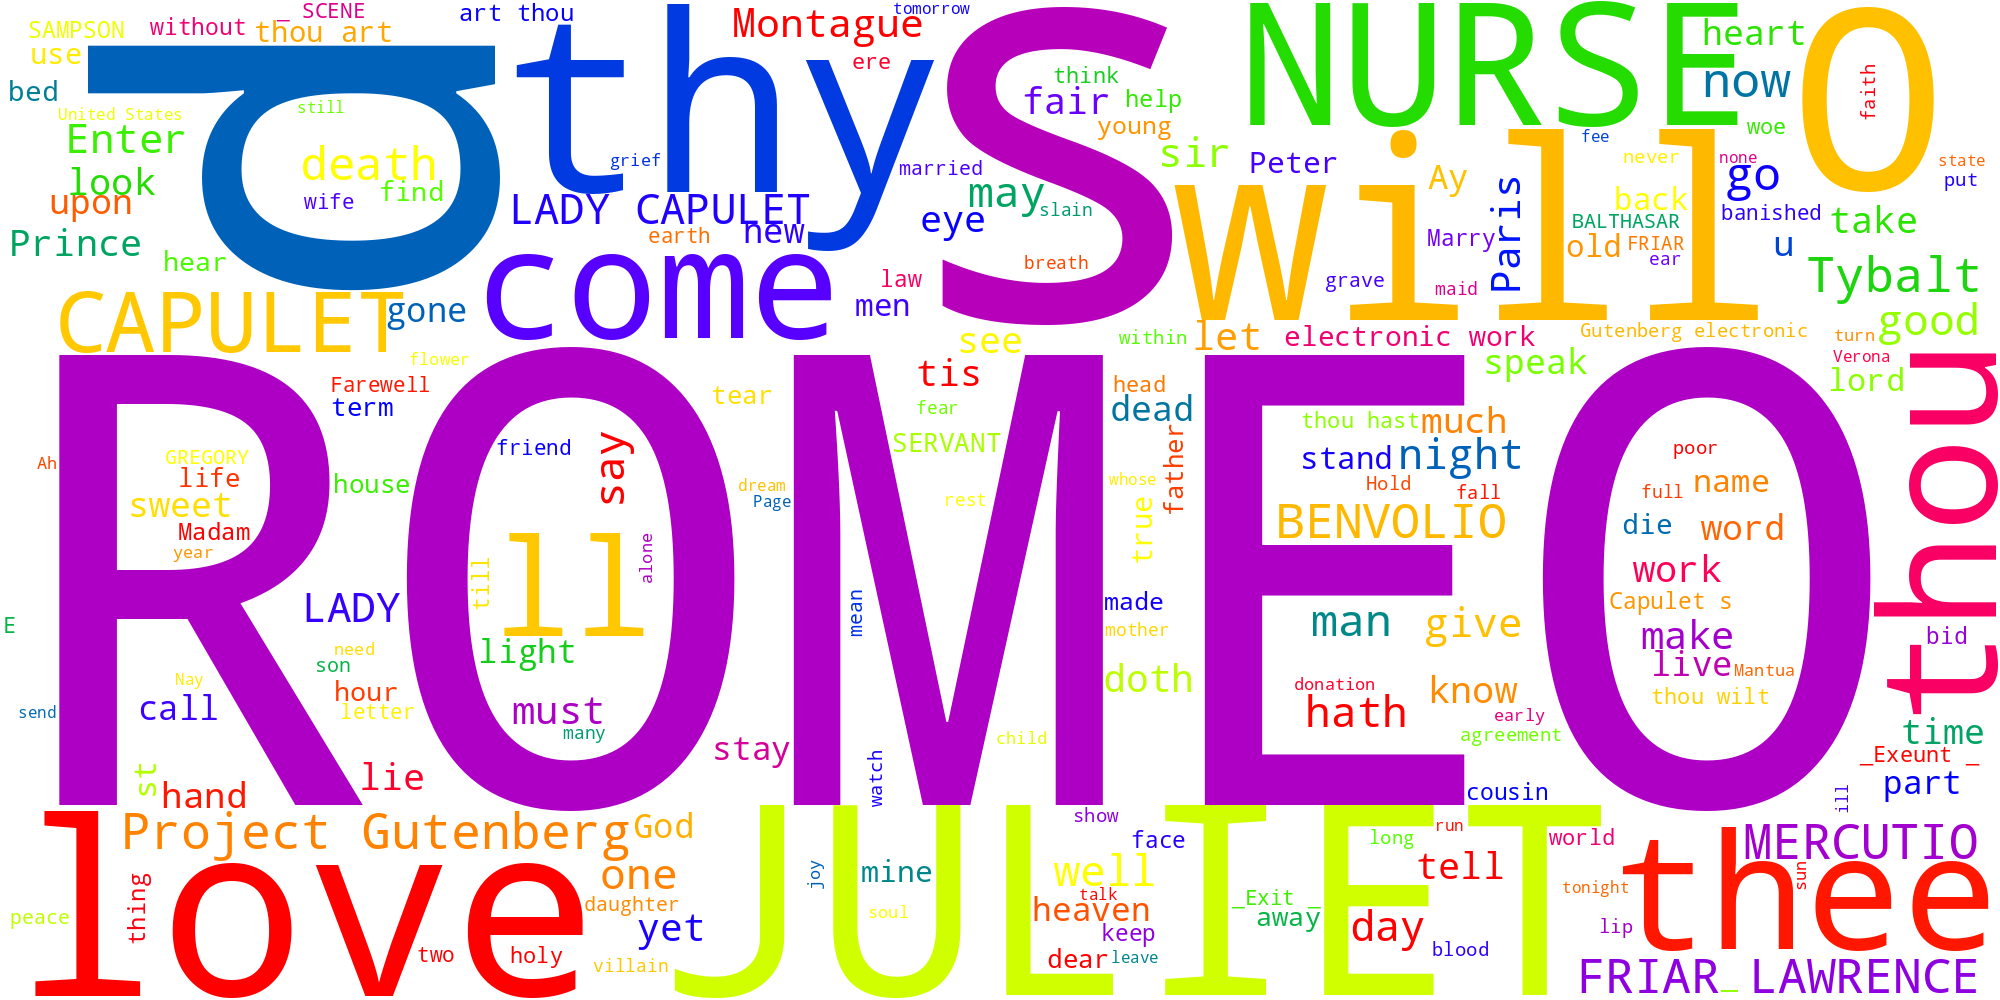 _ SCENE
art thou
tomorrow
SAMPSON
without
thou art
Montague
thy
S
NURSE
heart
O
use
ere
think
bed
d
still
fair
help
now
faith
United States
young
fee
woe
Enter
death
grief
married
sir
Peter
Ay
never
none
state
look
wife
find
may
slain
will
Paris
back
go
put
upon
LADY CAPULET
eye
BALTHASAR
banished
take
Prince
earth
new
Marry
old
FRIAR
ear
u
hear
come
breath
law
grave
maid
Tybalt
CAPULET
gone
men
see
within
let
electronic work
Gutenberg electronic
turn
good
flower
tis
speak
Verona
Farewell
term
tear
fear
head
dead
lord
thou
ROMEO
friend
say
SERVANT
father
thou hast
much
poor
Ah
GREGORY
life
house
dream
Page
rest
whose
stand
night
Hold
fall
full
name
sweet
Madam
year
ll
alone
till
true
BENVOLIO
die
word
work
LADY
mean
made
mother
man
give
Capulet s
make
bid
E
need
son
light
live
Mantua
Nay
call
hour
letter
must
many
doth
donation
hath
know
early
agreement
thou wilt
send
stay
child
time
_Exeunt _
st
hand
lie
watch
cousin
part
ill
love
Project Gutenberg
God
JULIET
show
face
long
run
world
MERCUTIO
thee
sun
thing
one
joy
mine
well
talk
tell
tonight
peace
daughter
soul
heaven
_Exit _
away
day
yet
keep
lip
two
holy
villain
dear
leave
blood
FRIAR_LAWRENCE